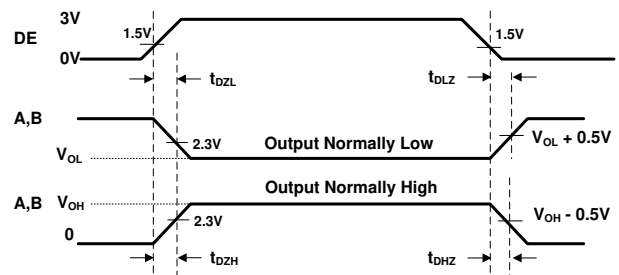 3V
DE
1.5V
1.5V
0V
tDZL
tDLZ
A,B
2.3V
Output Normally Low
VOL + 0.5V
VOL
Output Normally High
A,B VOH
2.3V
VOH - 0.5V
0
tDZH
tDHZ